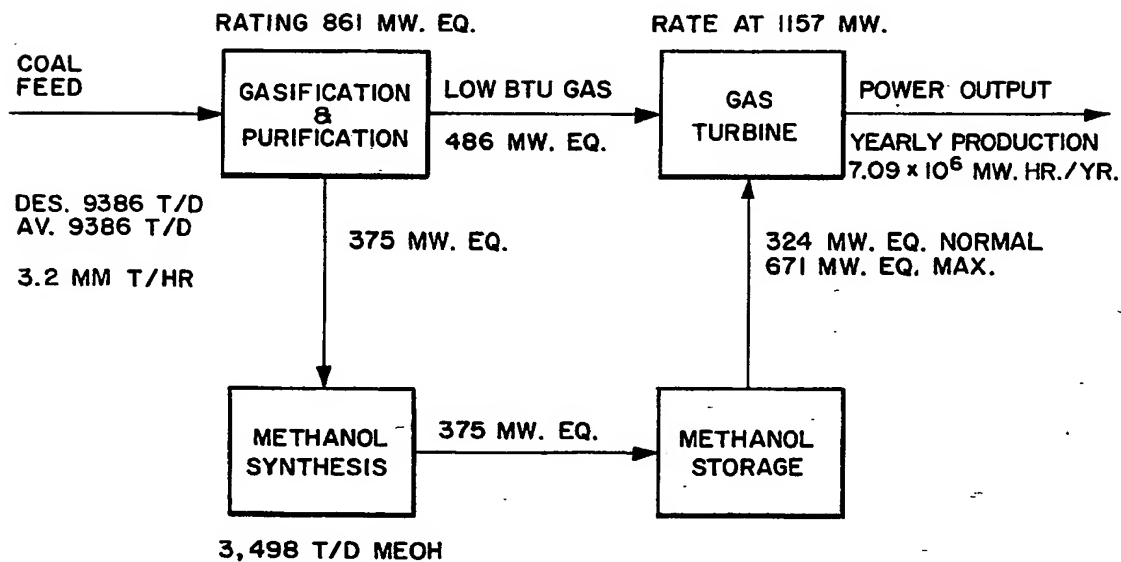 RATING 861 MW. EQ.
RATE AT 1157 MW.
COAL
FEED
GASIFICATION
&
PURIFICATION
LOW BTU GAS
486 MW. EQ.
GAS
TURBINE
POWER OUTPUT
YEARLY PRODUCTION
7.09 x 10⁶ MW. HR./YR.
DES. 9386 T/D
AV. 9386 T/D
3.2 MM T/HR
375 MW. EQ.
324 MW. EQ. NORMAL
671 MW. EQ. MAX.
METHANOL
SYNTHESIS
375 MW. EQ.
METHANOL
STORAGE
3,498 T/D MEOH